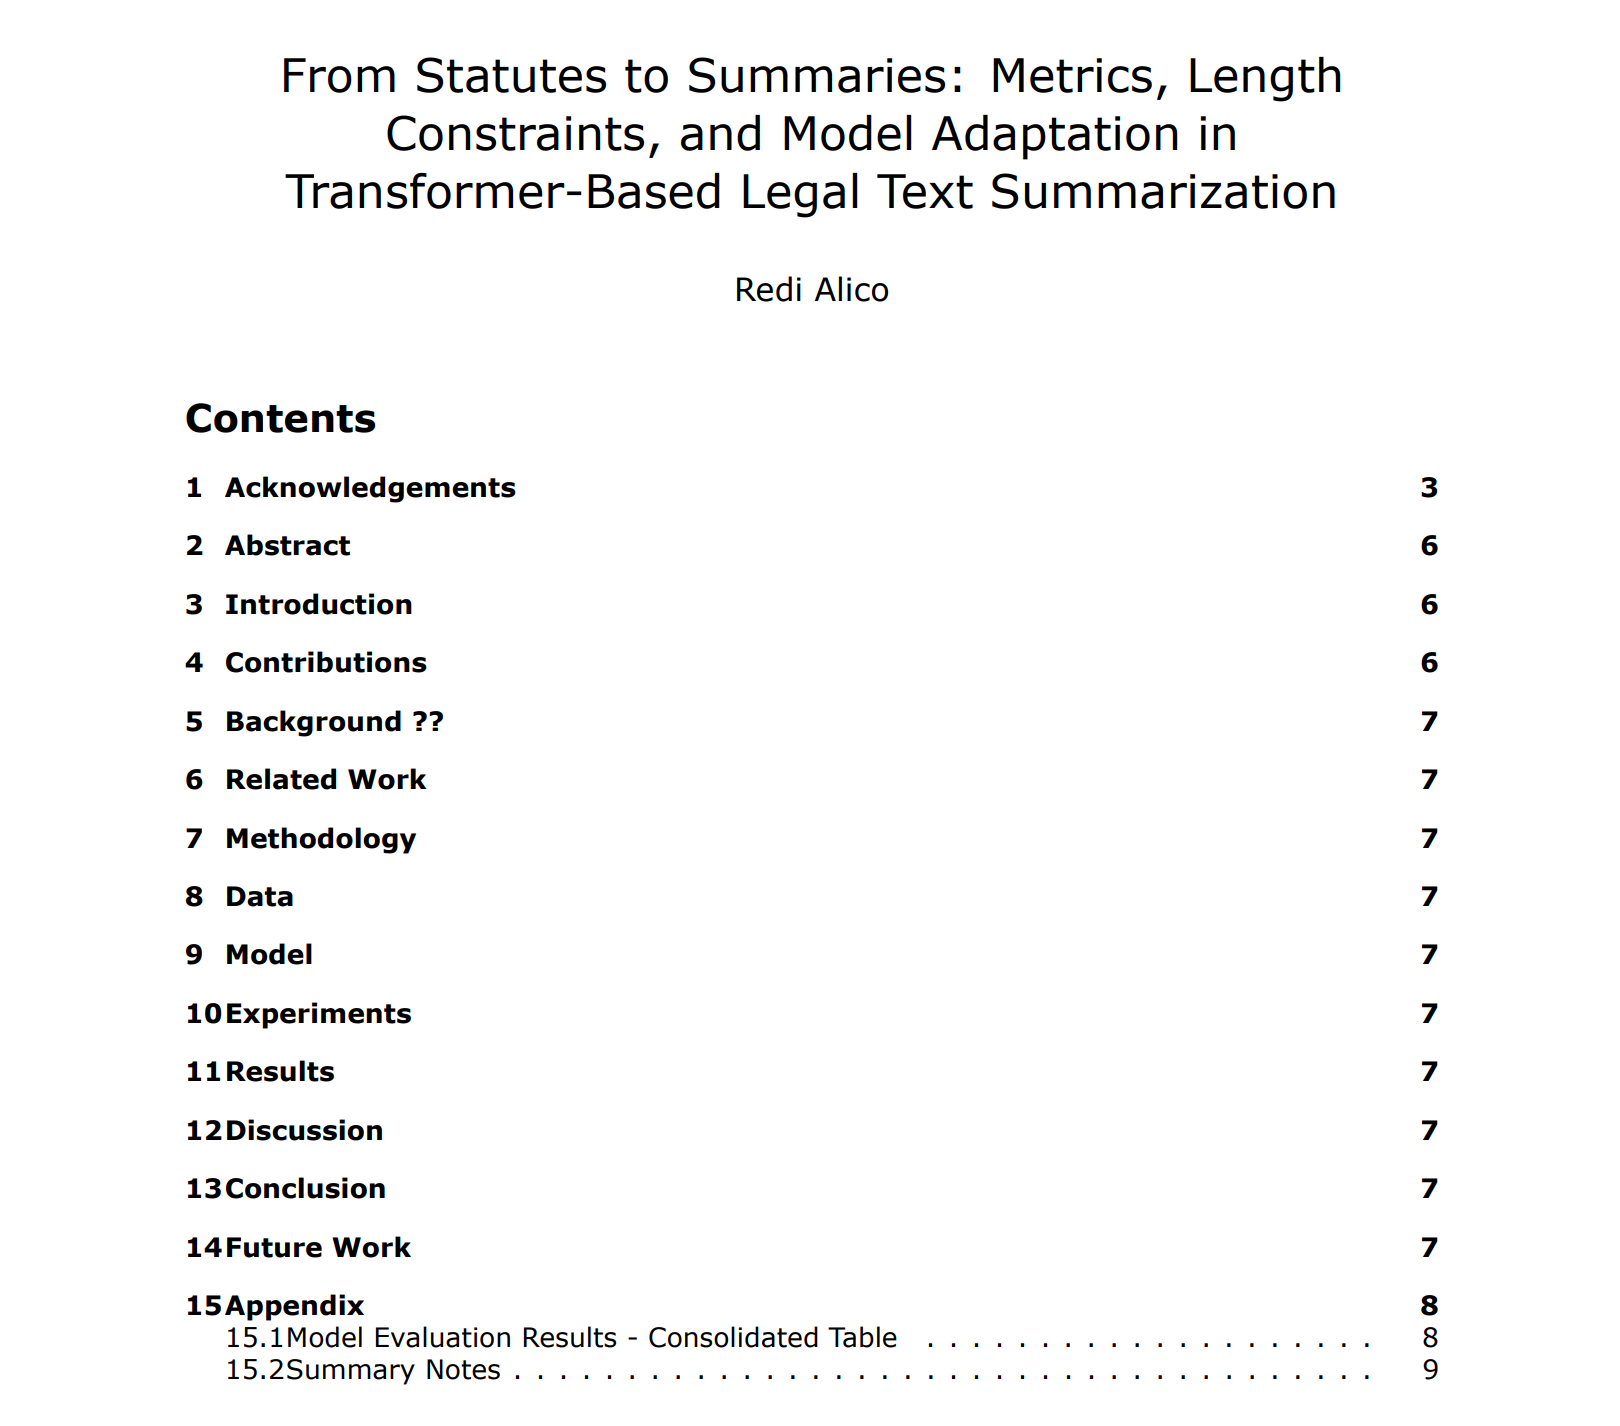 From Statutes to Summaries: Metrics, Length
Constraints, and Model Adaptation in
Transformer-Based Legal Text Summarization
Redi Alico
Contents
1 Acknowledgements 3
2 Abstract 6
3 Introduction 6
4 Contributions 6
5 Background ?? 7
6 Related Work 7
7 Methodology 7
8 Data 7
9 Model 7
10 Experiments 7
11 Results 7
12 Discussion 7
13 Conclusion 7
14 Future Work 7
15 Appendix 8
15.1 Model Evaluation Results - Consolidated Table . . . . . . . . . . . . . . . . . . . . 8
15.2 Summary Notes . . . . . . . . . . . . . . . . . . . . . . . . . . . . . . . . . . . . . . 9